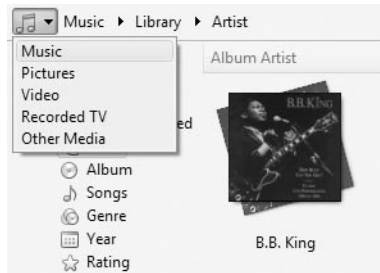 Music ▸ Library ▸ Artist
Music
Pictures
Video
Recorded TV
Other Media
ed
Album
Songs
Genre
Year
Rating
Album Artist
B.B. KING
B.B. King